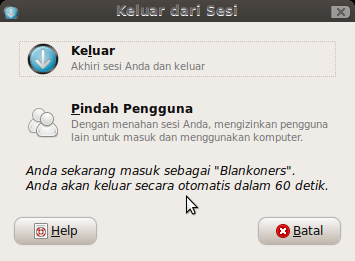 Keluar dari Sesi
Keluar
Akhiri sesi Anda dan keluar
Pindah Pengguna
Dengan menahan sesi Anda, mengizinkan pengguna
lain untuk masuk dan menggunakan komputer.
Anda sekarang masuk sebagai "Blankoners".
Anda akan keluar secara otomatis dalam 60 detik.
Help
Batal